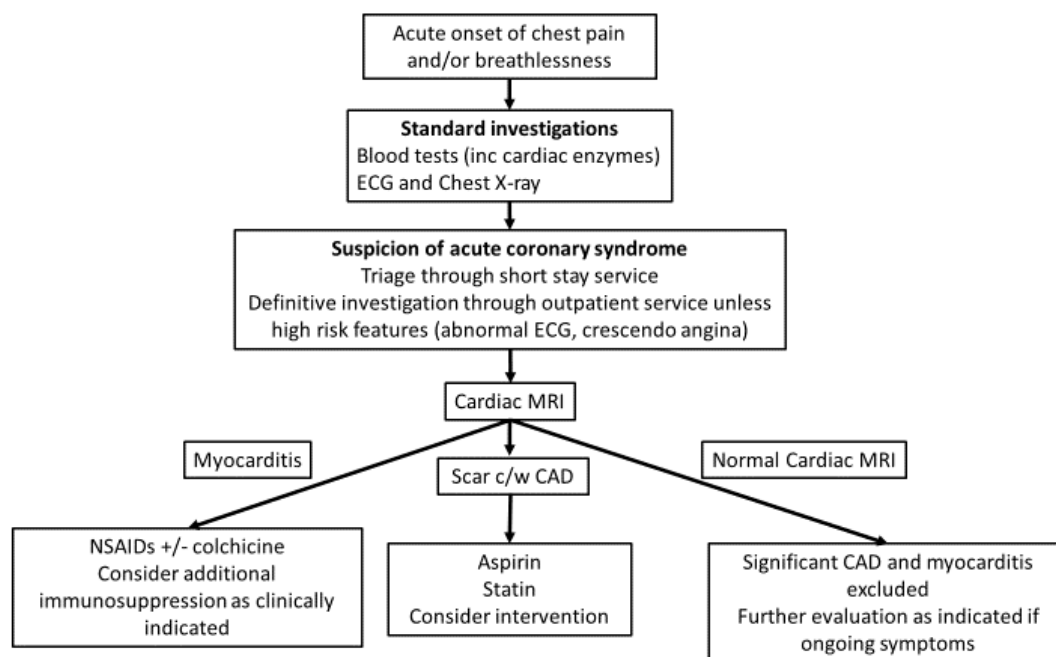 Acute onset of chest pain
and/or breathlessness
Standard investigations
Blood tests (inc cardiac enzymes)
ECG and Chest X-ray
Suspicion of acute coronary syndrome
Triage through short stay service
Definitive investigation through outpatient service unless
high risk features (abnormal ECG, crescendo angina)
Cardiac MRI
Myocarditis
Scar c/w CAD
Normal Cardiac MRI
NSAIDs +/- colchicine
Consider additional
immunosuppression as clinically
indicated
Aspirin
Statin
Consider intervention
Significant CAD and myocarditis
excluded
Further evaluation as indicated if
ongoing symptoms